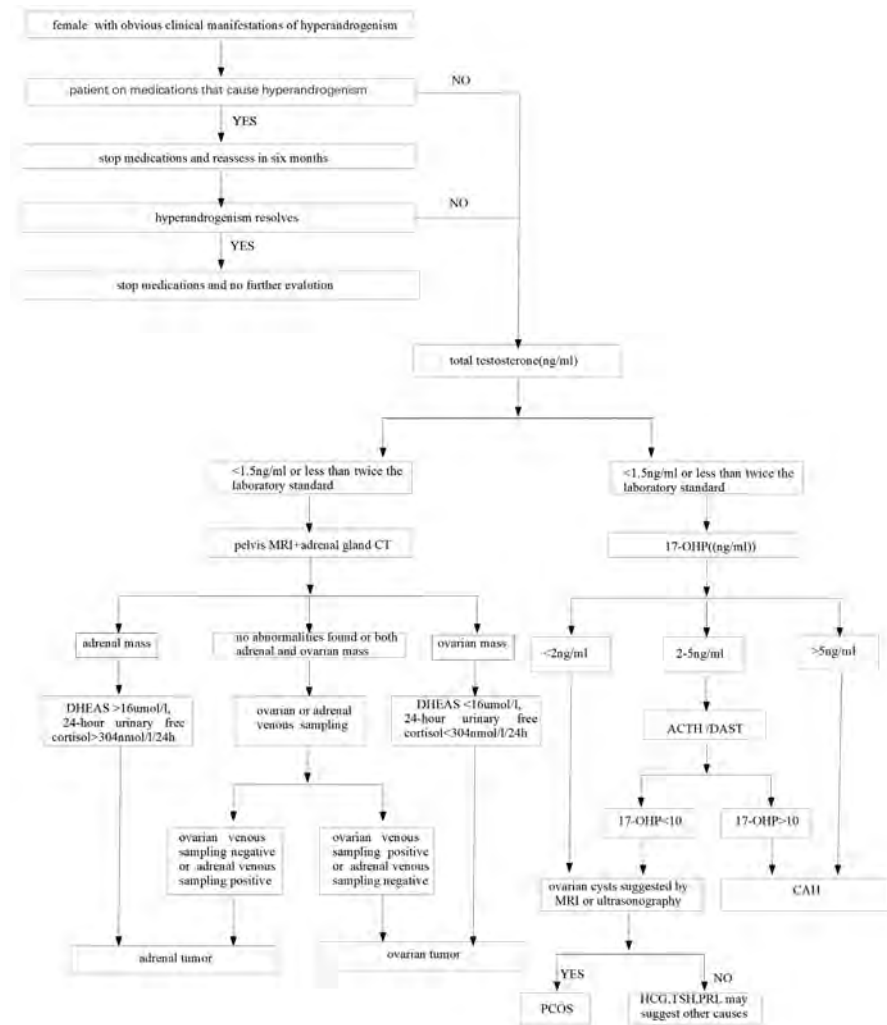 female with obvious clinical manifestations of hyperandrogenism
patient on medications that cause hyperandrogenism
NO
YES
stop medications and reassess in six months
hyperandrogenism resolves
NO
YES
stop medications and no further evalution
total testosterone(ng/ml)
<1.5ng/ml or less than twice the
laboratory standard
<1.5ng/ml or less than twice the
laboratory standard
pelvis MRI+adrenal gland CT
17-OHP((ng/ml))
adrenal mass
no abnormalities found or both
adrenal and ovarian mass
ovarian mass
<2ng/ml
2-5ng/ml
>5ng/ml
DHEAS >16umol/l,
24-hour urinary free
cortisol>304nmol/l/24h
ovarian or adrenal
venous sampling
DHEAS <16umol/l,
24-hour urinary free
cortisol<304nmol/l/24h
ACTH /DAST
17-OHP<10
17-OHP>10
ovarian venous
sampling negative
or adrenal venous
sampling positive
ovarian venous
sampling positive
or adrenal venous
sampling negative
ovarian cysts suggested by
MRI or ultrasonography
CAH
adrenal tumor
ovarian tumor
YES
NO
PCOS
HCG,TSH,PRL may
suggest other causes